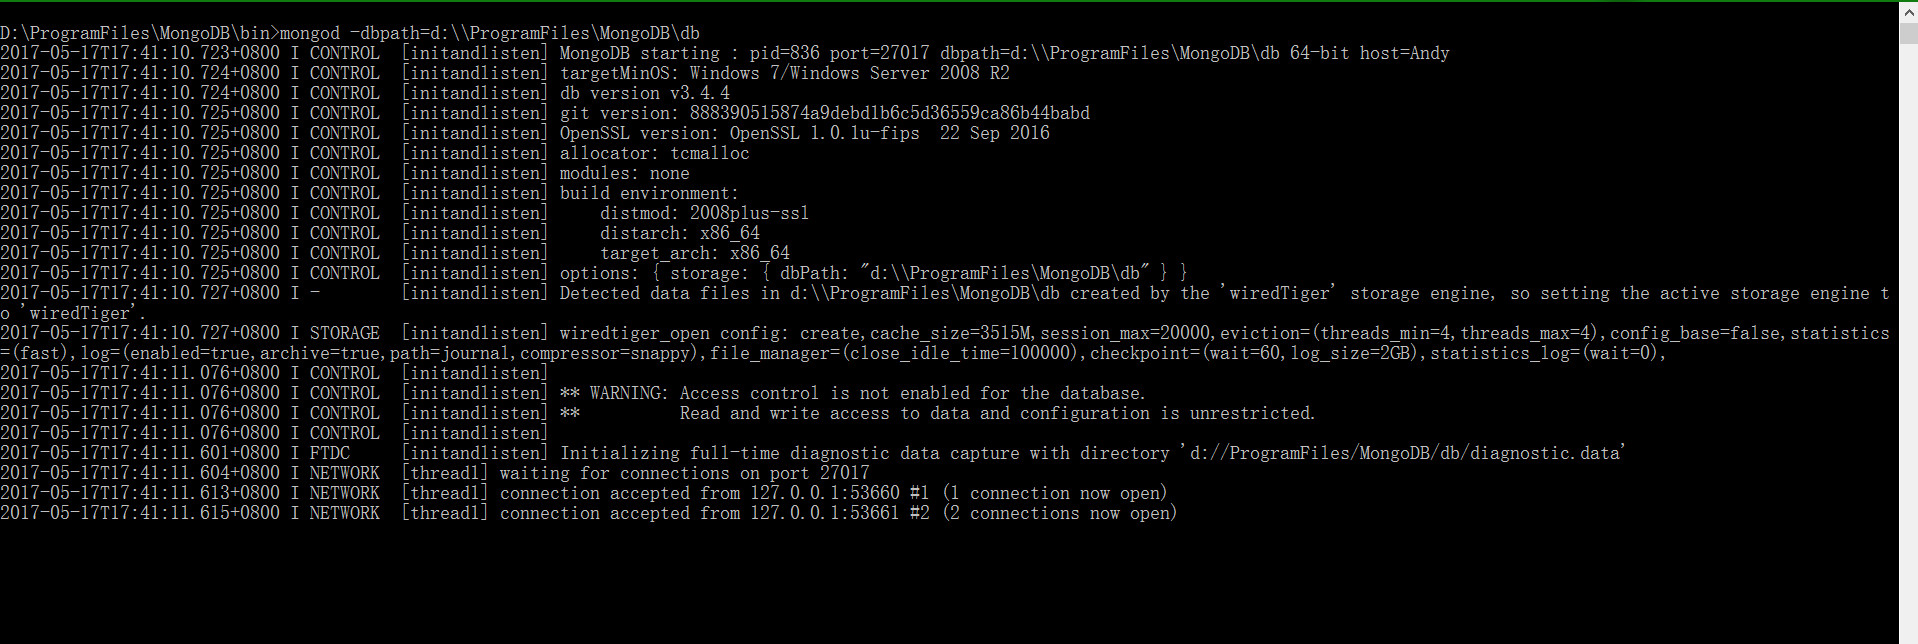 D:\ProgramFiles\MongoDB\bin>mongod -dbpath=d:\\ProgramFiles\MongoDB\db
2017-05-17T17:41:10.723+0800 I CONTROL  [initandlisten] MongoDB starting : pid=836 port=27017 dbpath=d:\\ProgramFiles\MongoDB\db 64-bit host=Andy
2017-05-17T17:41:10.724+0800 I CONTROL  [initandlisten] targetMinOS: Windows 7/Windows Server 2008 R2
2017-05-17T17:41:10.724+0800 I CONTROL  [initandlisten] db version v3.4.4
2017-05-17T17:41:10.725+0800 I CONTROL  [initandlisten] git version: 888390515874a9debd1b6c5d36559ca86b44babd
2017-05-17T17:41:10.725+0800 I CONTROL  [initandlisten] OpenSSL version: OpenSSL 1.0.1u-fips  22 Sep 2016
2017-05-17T17:41:10.725+0800 I CONTROL  [initandlisten] allocator: tcmalloc
2017-05-17T17:41:10.725+0800 I CONTROL  [initandlisten] modules: none
2017-05-17T17:41:10.725+0800 I CONTROL  [initandlisten] build environment:
2017-05-17T17:41:10.725+0800 I CONTROL  [initandlisten]     distmod: 2008plus-ssl
2017-05-17T17:41:10.725+0800 I CONTROL  [initandlisten]     distarch: x86_64
2017-05-17T17:41:10.725+0800 I CONTROL  [initandlisten]     target_arch: x86_64
2017-05-17T17:41:10.725+0800 I CONTROL  [initandlisten] options: { storage: { dbPath: "d:\\ProgramFiles\MongoDB\db" } }
2017-05-17T17:41:10.727+0800 I -        [initandlisten] Detected data files in d:\\ProgramFiles\MongoDB\db created by the 'wiredTiger' storage engine, so setting the active storage engine t
o 'wiredTiger'.
2017-05-17T17:41:10.727+0800 I STORAGE  [initandlisten] wiredtiger_open config: create,cache_size=3515M,session_max=20000,eviction=(threads_min=4,threads_max=4),config_base=false,statistics
=(fast),log=(enabled=true,archive=true,path=journal,compressor=snappy),file_manager=(close_idle_time=100000),checkpoint=(wait=60,log_size=2GB),statistics_log=(wait=0),
2017-05-17T17:41:11.076+0800 I CONTROL  [initandlisten]
2017-05-17T17:41:11.076+0800 I CONTROL  [initandlisten] ** WARNING: Access control is not enabled for the database.
2017-05-17T17:41:11.076+0800 I CONTROL  [initandlisten] **          Read and write access to data and configuration is unrestricted.
2017-05-17T17:41:11.076+0800 I CONTROL  [initandlisten]
2017-05-17T17:41:11.601+0800 I FTDC     [initandlisten] Initializing full-time diagnostic data capture with directory 'd://ProgramFiles/MongoDB/db/diagnostic.data'
2017-05-17T17:41:11.604+0800 I NETWORK  [thread1] waiting for connections on port 27017
2017-05-17T17:41:11.613+0800 I NETWORK  [thread1] connection accepted from 127.0.0.1:53660 #1 (1 connection now open)
2017-05-17T17:41:11.615+0800 I NETWORK  [thread1] connection accepted from 127.0.0.1:53661 #2 (2 connections now open)